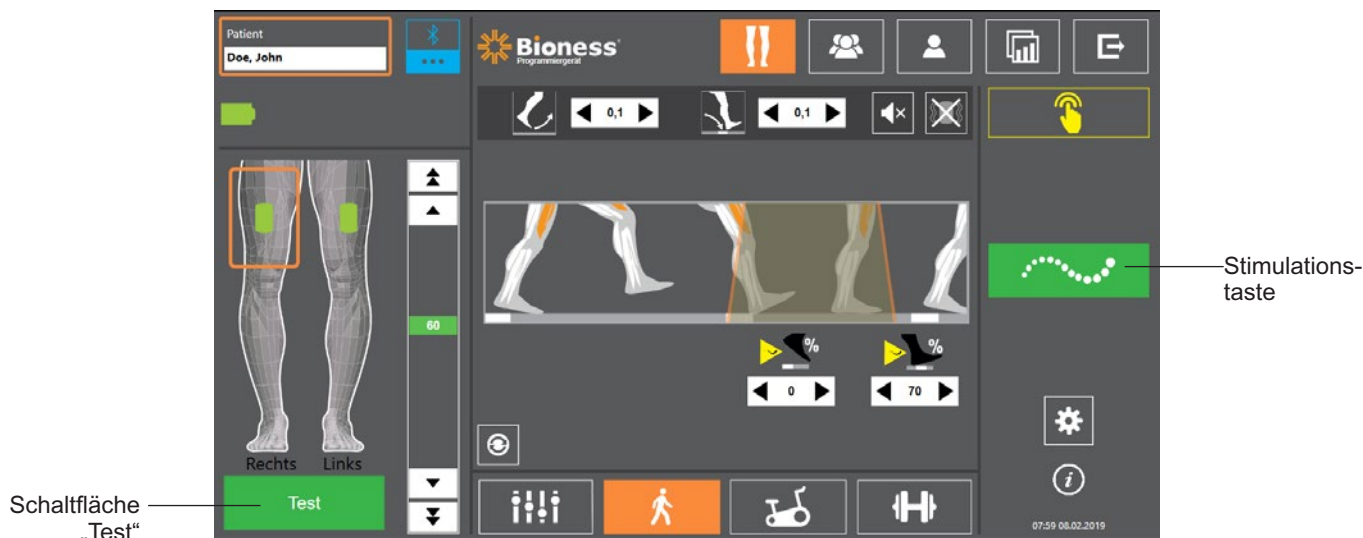 Patient
Doe, John
Bioness
Programmiergerät
0,1
0,1
60
%
%
0
70
Rechts Links
Test
07:59 08.02.2019
Stimulations-
taste
Schaltfläche
„Test“